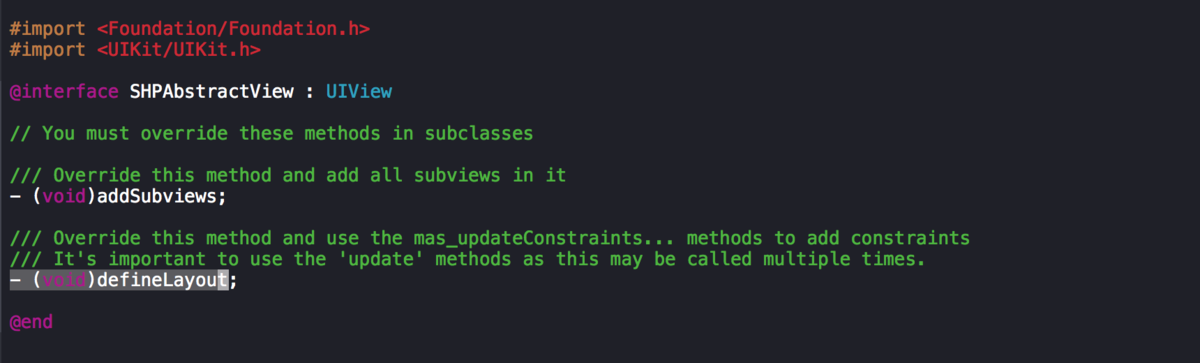 #import <Foundation/Foundation.h>
#import <UIKit/UIKit.h>
@interface SHPAbstractView : UIView
// You must override these methods in subclasses
/// Override this method and add all subviews in it
- (void)addSubviews;
/// Override this method and use the mas_updateConstraints... methods to add constraints
/// It's important to use the 'update' methods as this may be called multiple times.
- (void)defineLayout;
@end